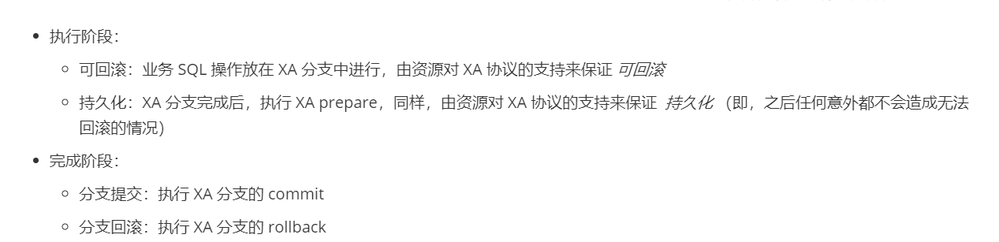 执行阶段：
可回滚：业务 SQL 操作放在 XA 分支中进行，由资源对 XA 协议的支持来保证 可回滚
持久化：XA 分支完成后，执行 XA prepare，同样，由资源对 XA 协议的支持来保证 持久化（即，之后任何意外都不会造成无法
回滚的情况）
完成阶段：
分支提交：执行 XA 分支的 commit
分支回滚：执行 XA 分支的 rollback